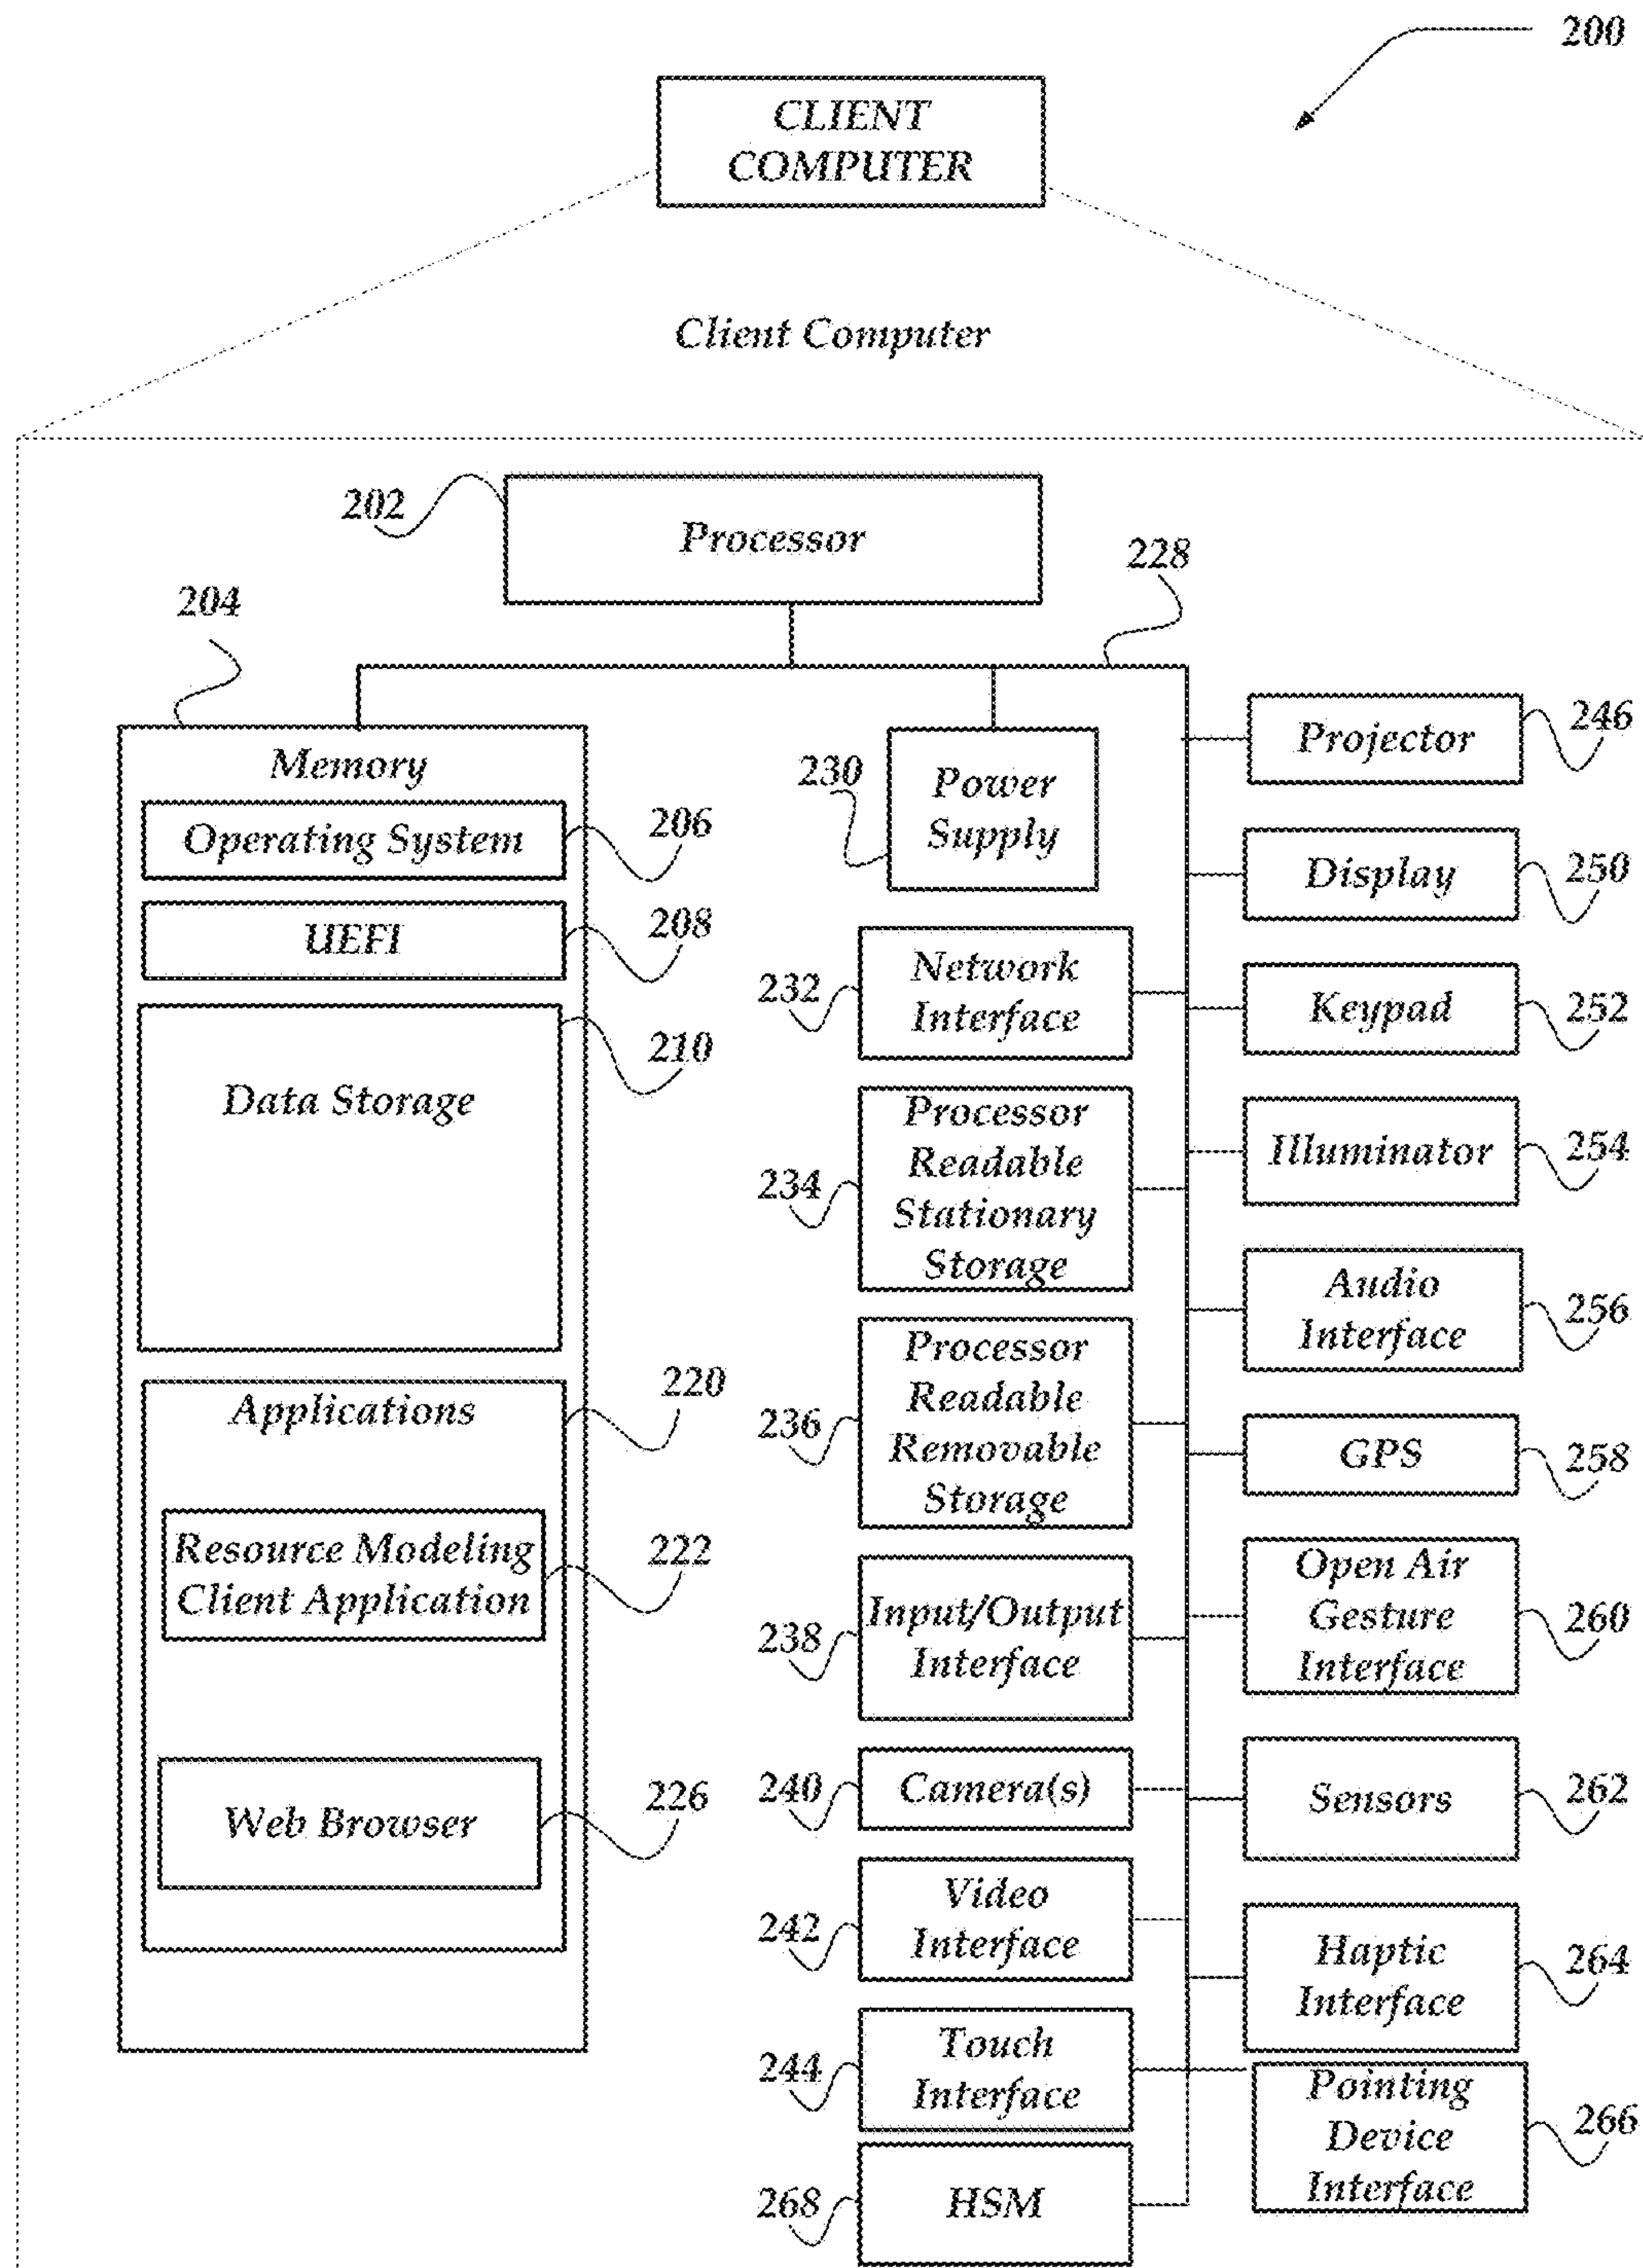 200
CLIENT
COMPUTER
Client Computer
202
Processor
228
204
Memory
Operating System
206
UEFI
208
Data Storage
210
Applications
220
Resource Modeling
Client Application
222
Web Browser
226
230
Power
Supply
232
Network
Interface
234
Processor
Readable
Stationary
Storage
236
Processor
Readable
Removable
Storage
238
Input/Output
Interface
240
Camera(s)
242
Video
Interface
244
Touch
Interface
268
HSM
Projector
246
Display
250
Keypad
252
Illuminator
254
Audio
Interface
256
GPS
258
Open Air
Gesture
Interface
260
Sensors
262
Haptic
Interface
264
Pointing
Device
Interface
266